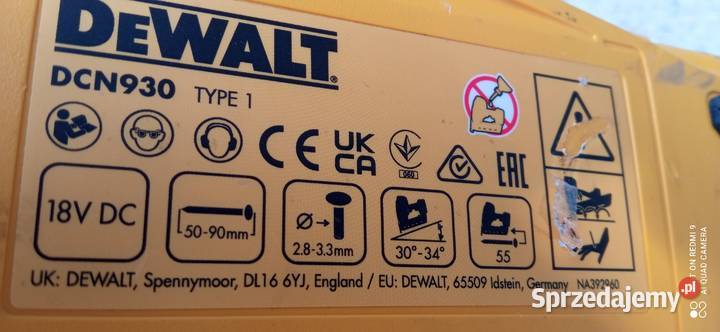 DEWALT
DCN930 TYPE 1
CE UK CA GSO EAC
18V DC
50-90mm
Ø 2.8-3.3mm
30°-34°
55
UK: DEWALT, Spennymoor, DL16 6YJ, England / EU: DEWALT, 65509 Idstein, Germany NA392960
T ON REDMI 9
AI QUAD CAMERA
Sprzedajemy.pl